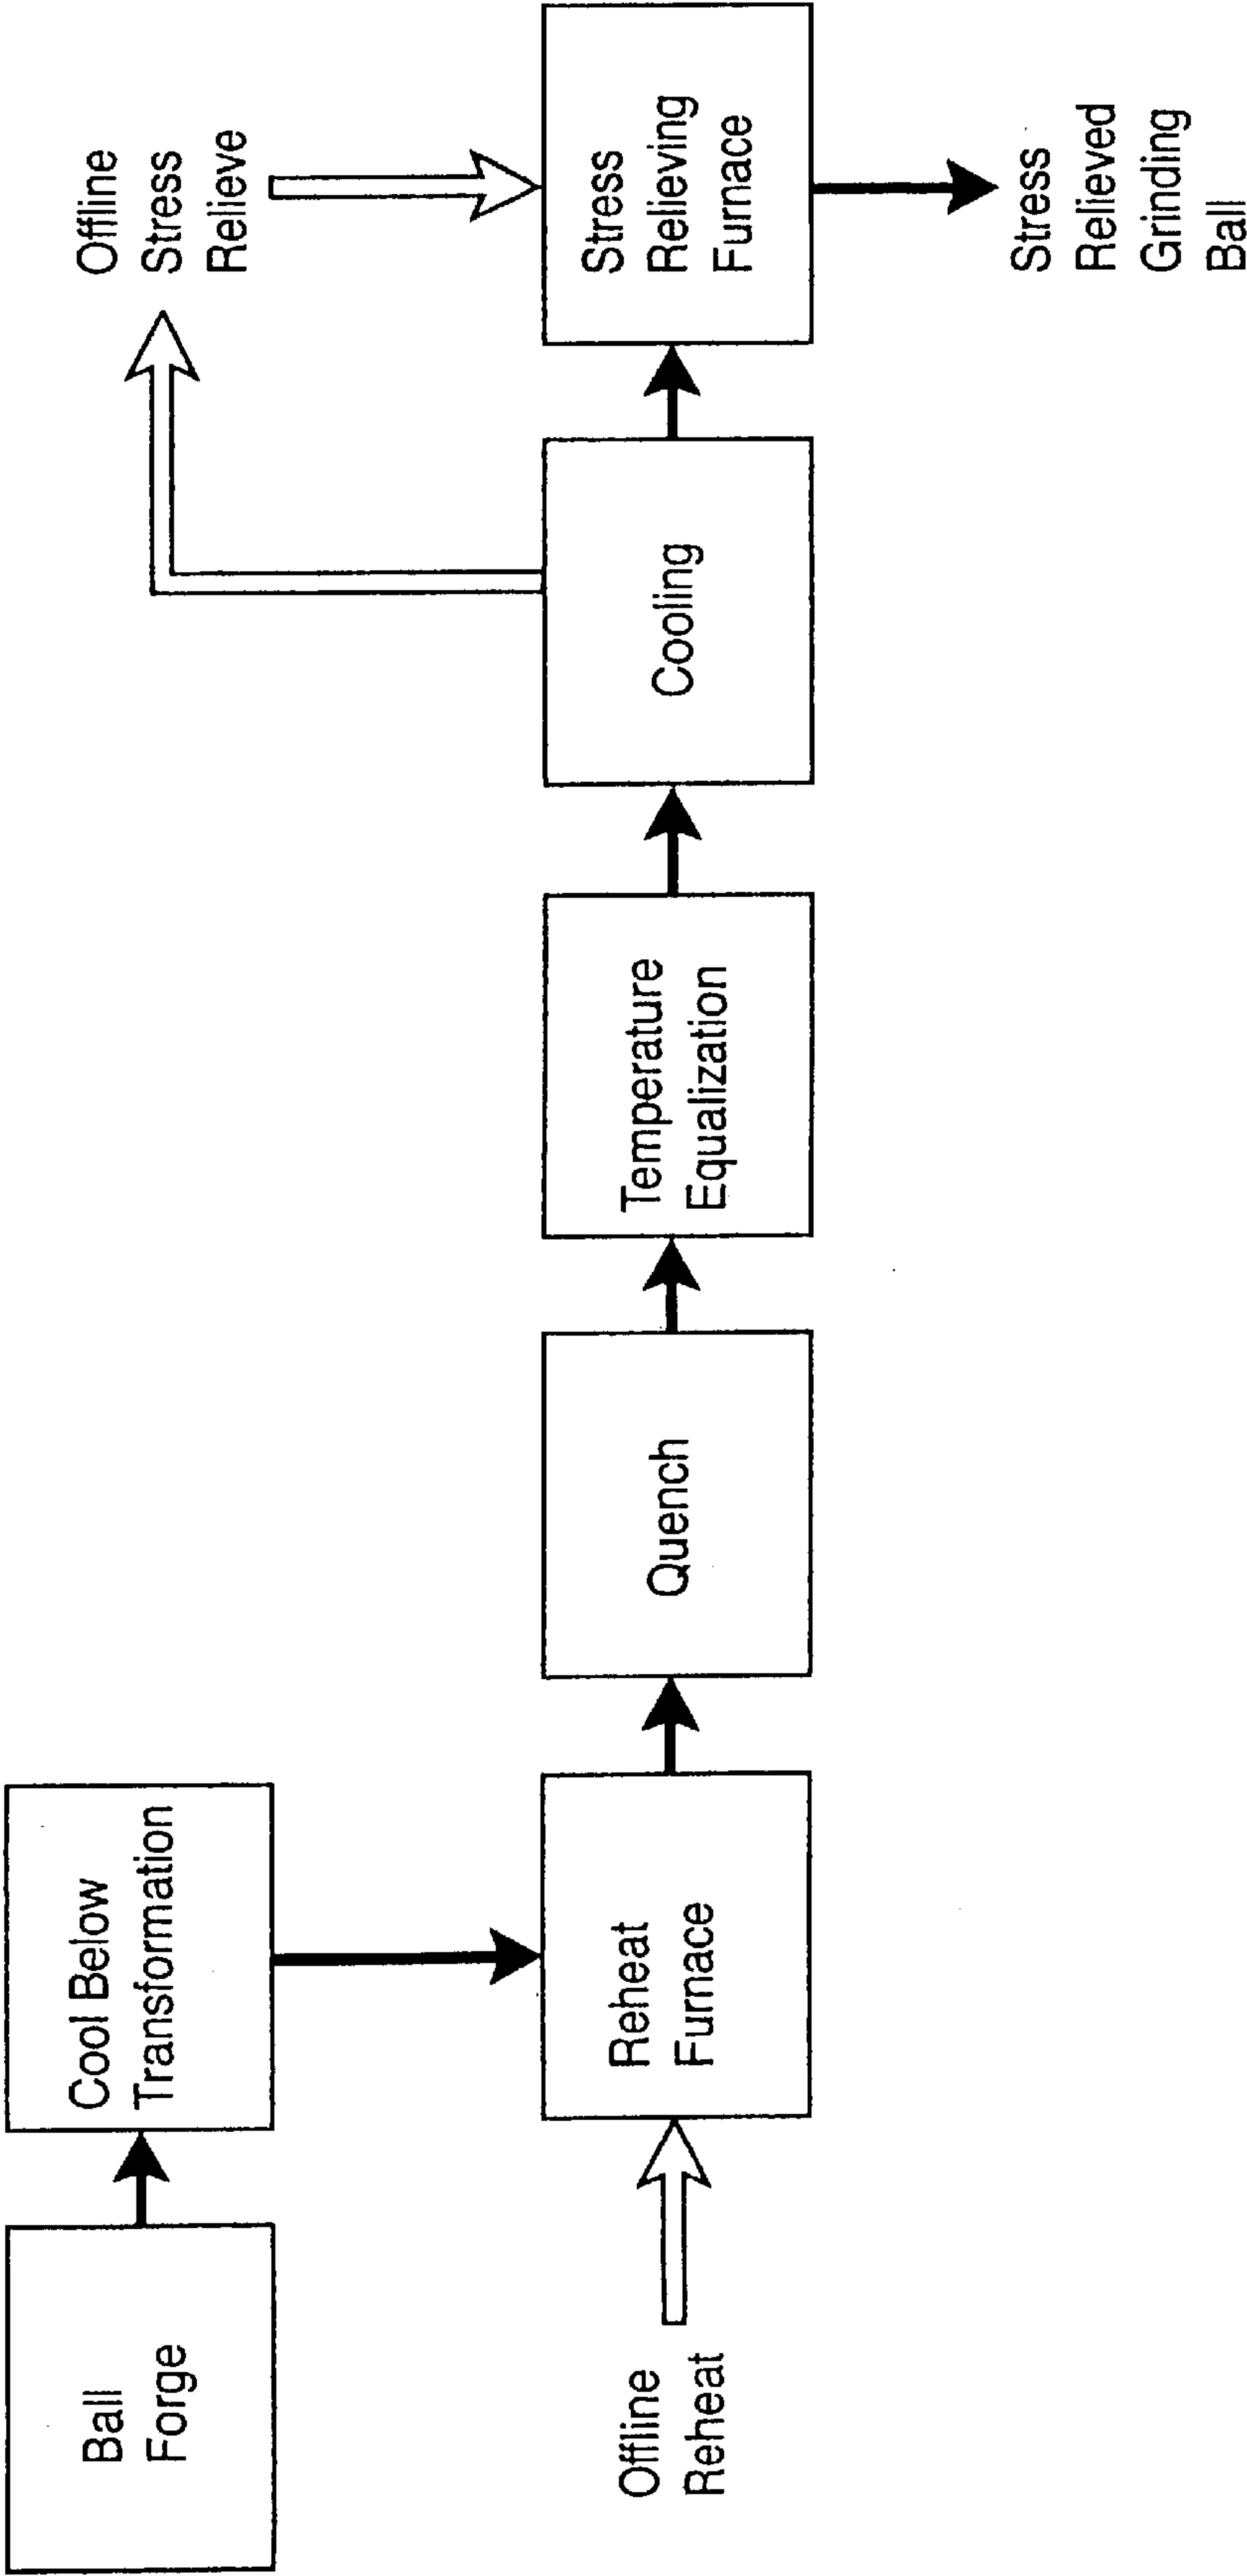 Ball
Forge
Cool Below
Transformation
Offline
Reheat
Reheat
Furnace
Quench
Temperature
Equalization
Cooling
Offline
Stress
Relieve
Stress
Relieving
Furnace
Stress
Relieved
Grinding
Ball